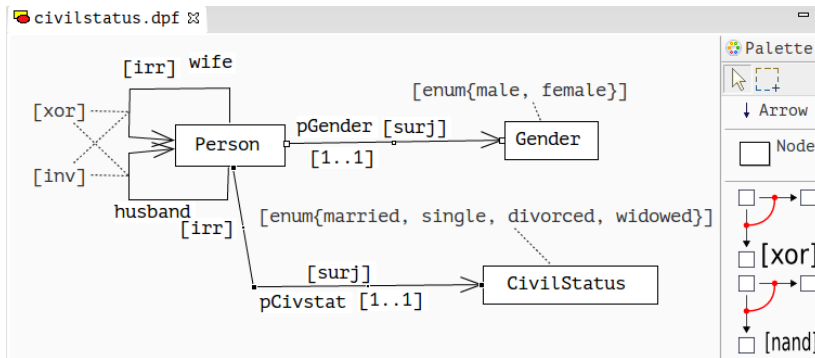 civilstatus.dpf
Palette
[irr] wife
[enum{male, female}]
[xor]
Arrow
pGender [surj]
Person
Gender
Node
[1..1]
[inv]
husband
[irr]
[enum{married, single, divorced, widowed}]
[xor]
[surj]
CivilStatus
pCivstat [1..1]
[nand]